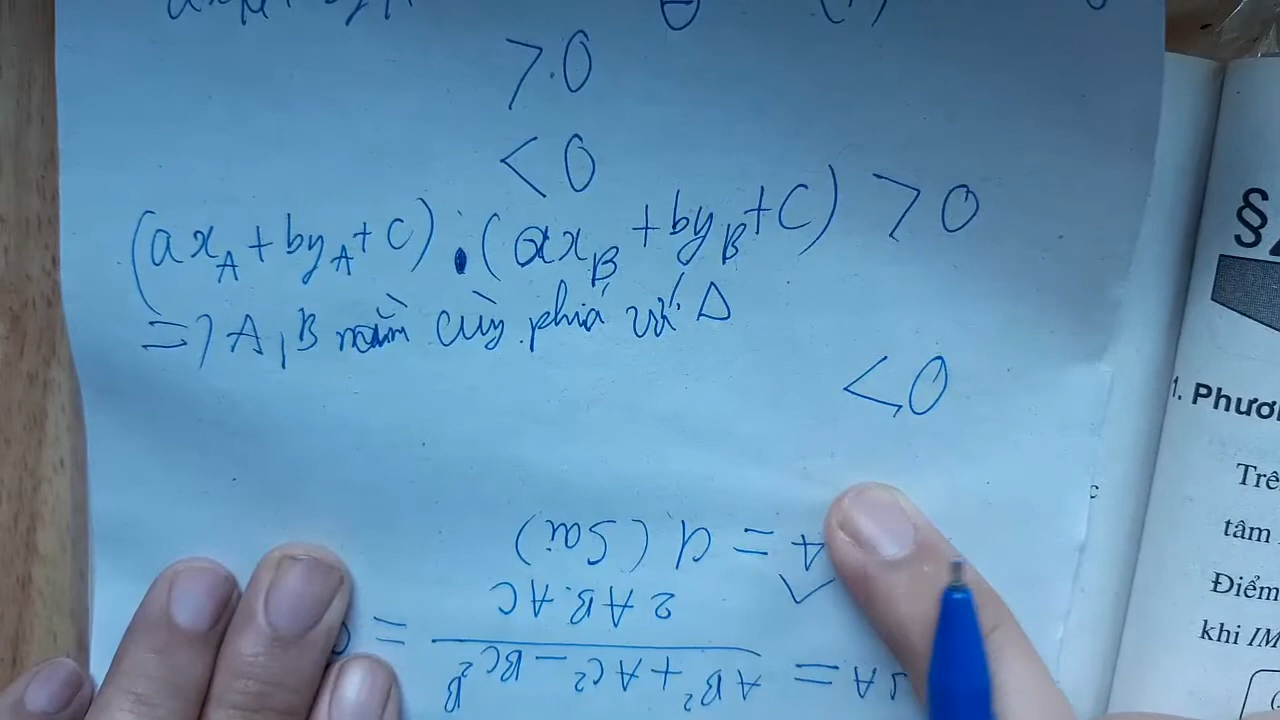 > 0
< 0
(ax_A + by_A + c) . (ax_B + by_B + c) > 0
=> A, B nằm cùng phía với Δ
< 0
A = a (Sai)
2AB.AC
AB² + AC² - BC²
§
1. Phươ
Trê
tâm
Điểm
khi IM